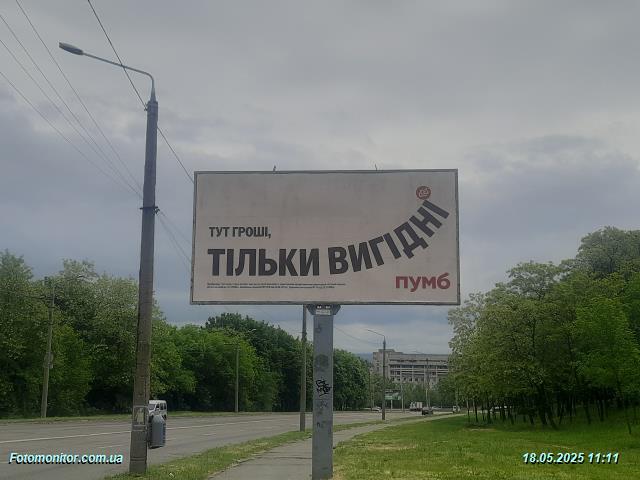 ТУТ ГРОШІ,
ТІЛЬКИ ВИГІДНІ
пумб
Fotomonitor.com.ua
18.05.2025 11:11